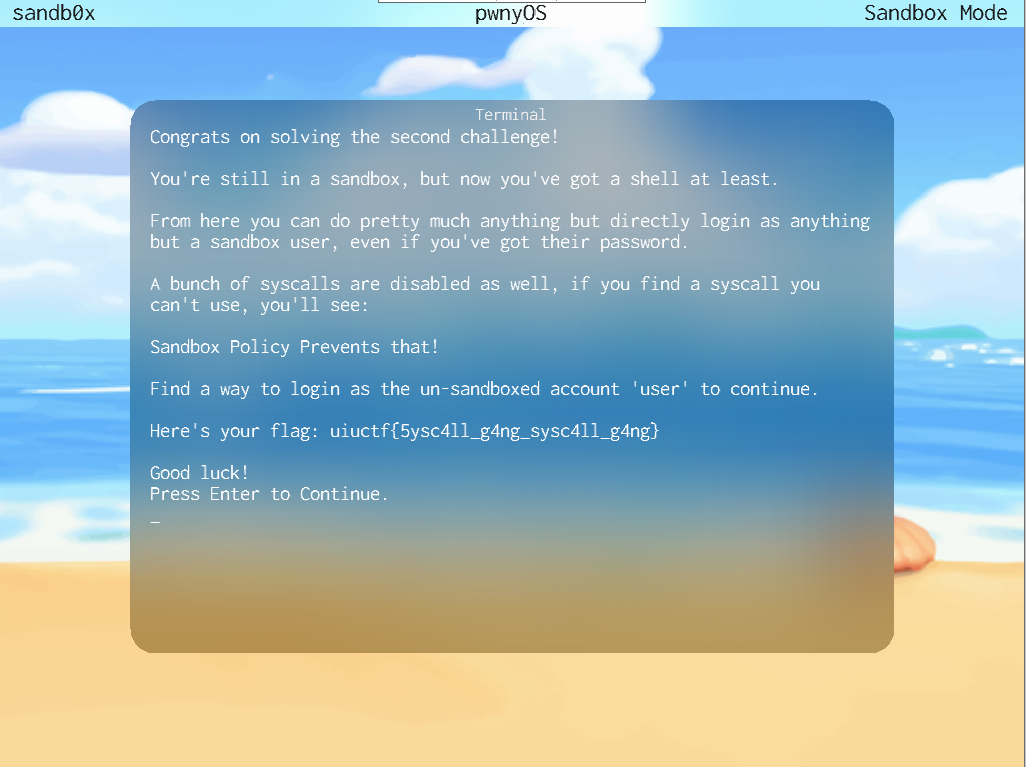 sandb0x pwnyOS Sandbox Mode
Terminal
Congrats on solving the second challenge!
You're still in a sandbox, but now you've got a shell at least.
From here you can do pretty much anything but directly login as anything
but a sandbox user, even if you've got their password.
A bunch of syscalls are disabled as well, if you find a syscall you
can't use, you'll see:
Sandbox Policy Prevents that!
Find a way to login as the un-sandboxed account 'user' to continue.
Here's your flag: uiuctf{5ysc4ll_g4ng_sysc4ll_g4ng}
Good luck!
Press Enter to Continue.
_